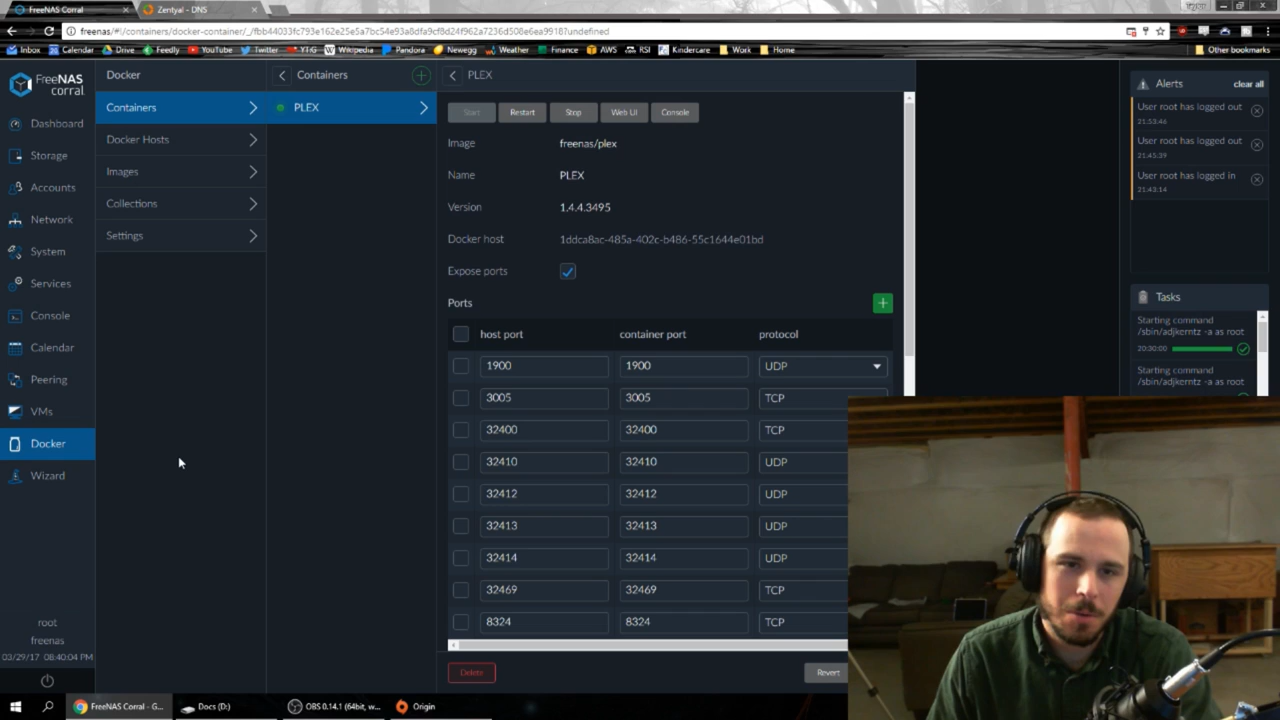 FreeNAS Corral
Zentyal - DNS
freenas/#!/containers/docker-container/_/fbb44033fc793e162e25e5a7bc54e93a8dfa9cf8d24f962a7236d508e6ea9918?undefined
Inbox Calendar Drive Feedly YouTube Twitter YT-G Wikipedia Pandora Newegg Weather Finance AWS RSI Kindercare Work Home Other bookmarks
FreeNAS
corral
Dashboard
Storage
Accounts
Network
System
Services
Console
Calendar
Peering
VMs
Docker
Wizard
root
freenas
03/29/17 08:40:04 PM
Docker
Containers
Docker Hosts
Images
Collections
Settings
Containers
PLEX
PLEX
Start Restart Stop Web UI Console
Image freenas/plex
Name PLEX
Version 1.4.4.3495
Docker host 1ddca8ac-485a-402c-b486-55c1644e01bd
Expose ports
Ports
host port container port protocol
1900 1900 UDP
3005 3005 TCP
32400 32400 TCP
32410 32410 UDP
32412 32412 UDP
32413 32413 UDP
32414 32414 UDP
32469 32469 TCP
8324 8324 TCP
Delete Revert
Alerts clear all
User root has logged out
21:53:46
User root has logged out
21:45:39
User root has logged in
21:43:14
Tasks
Starting command
/sbin/adjkerntz -a as root
20:30:00
Starting command
/sbin/adjkerntz -a as root
FreeNAS Corral - G...
Docs (D:)
OBS 0.14.1 (64bit, w...
Origin